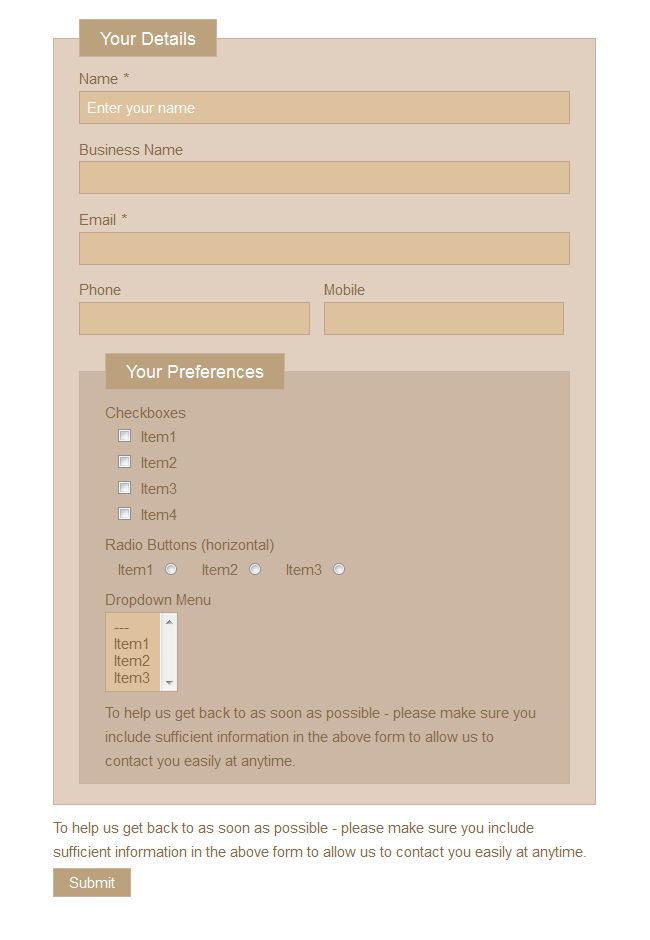 Your Details
Name *
Enter your name
Business Name
Email *
Phone Mobile
Your Preferences
Checkboxes
Item1
Item2
Item3
Item4
Radio Buttons (horizontal)
Item1 Item2 Item3
Dropdown Menu
---
Item1
Item2
Item3
To help us get back to as soon as possible - please make sure you
include sufficient information in the above form to allow us to
contact you easily at anytime.
To help us get back to as soon as possible - please make sure you include
sufficient information in the above form to allow us to contact you easily at anytime.
Submit